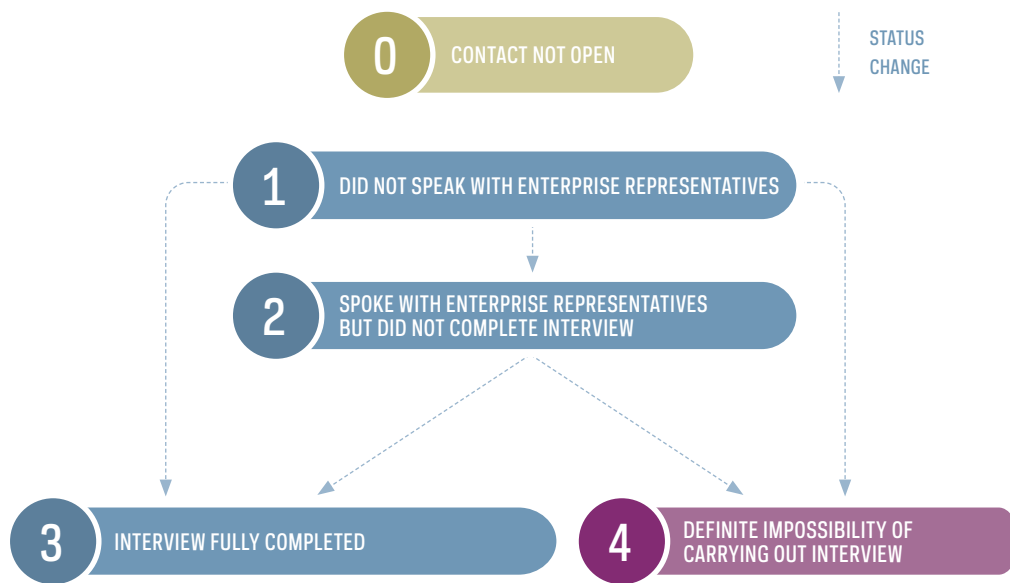 0
CONTACT NOT OPEN
STATUS
CHANGE
1
DID NOT SPEAK WITH ENTERPRISE REPRESENTATIVES
2
SPOKE WITH ENTERPRISE REPRESENTATIVES
BUT DID NOT COMPLETE INTERVIEW
3
INTERVIEW FULLY COMPLETED
4
DEFINITE IMPOSSIBILITY OF
CARRYING OUT INTERVIEW